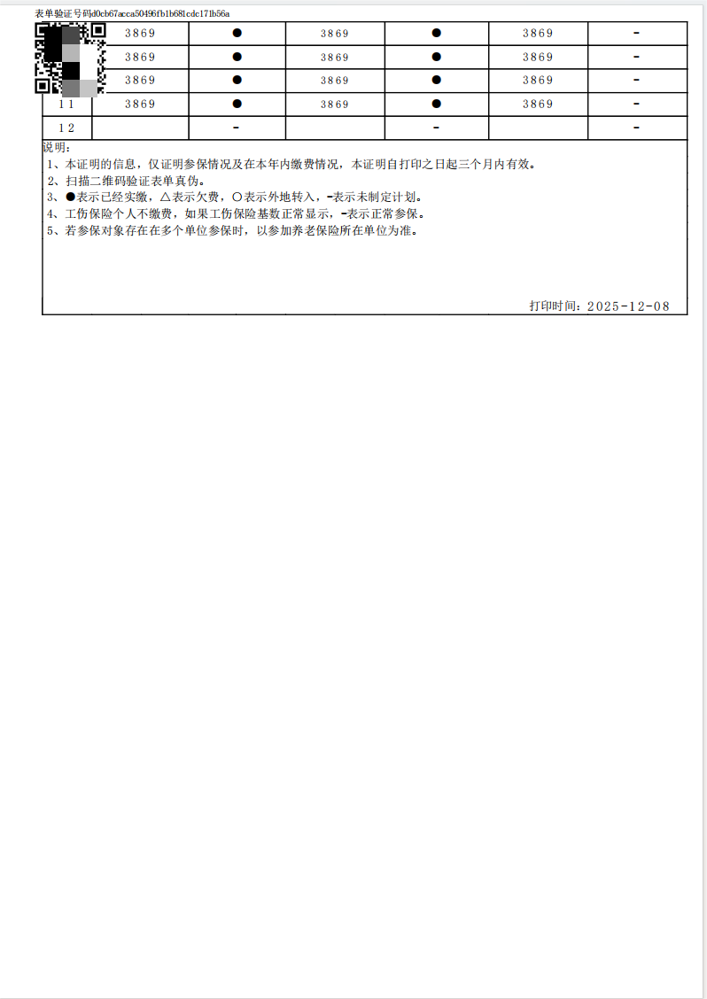 表单验证号码d0cb67acca50496fb1b681cdc171b56a
3869 ● 3869 ● 3869 -
3869 ● 3869 ● 3869 -
3869 ● 3869 ● 3869 -
11 3869 ● 3869 ● 3869 -
12 - - -
说明：
1、本证明的信息，仅证明参保情况及在本年内缴费情况，本证明自打印之日起三个月内有效。
2、扫描二维码验证表单真伪。
3、●表示已经实缴，△表示欠费，○表示外地转入，-表示未制定计划。
4、工伤保险个人不缴费，如果工伤保险基数正常显示，-表示正常参保。
5、若参保对象存在在多个单位参保时，以参加养老保险所在单位为准。
打印时间：2025-12-08